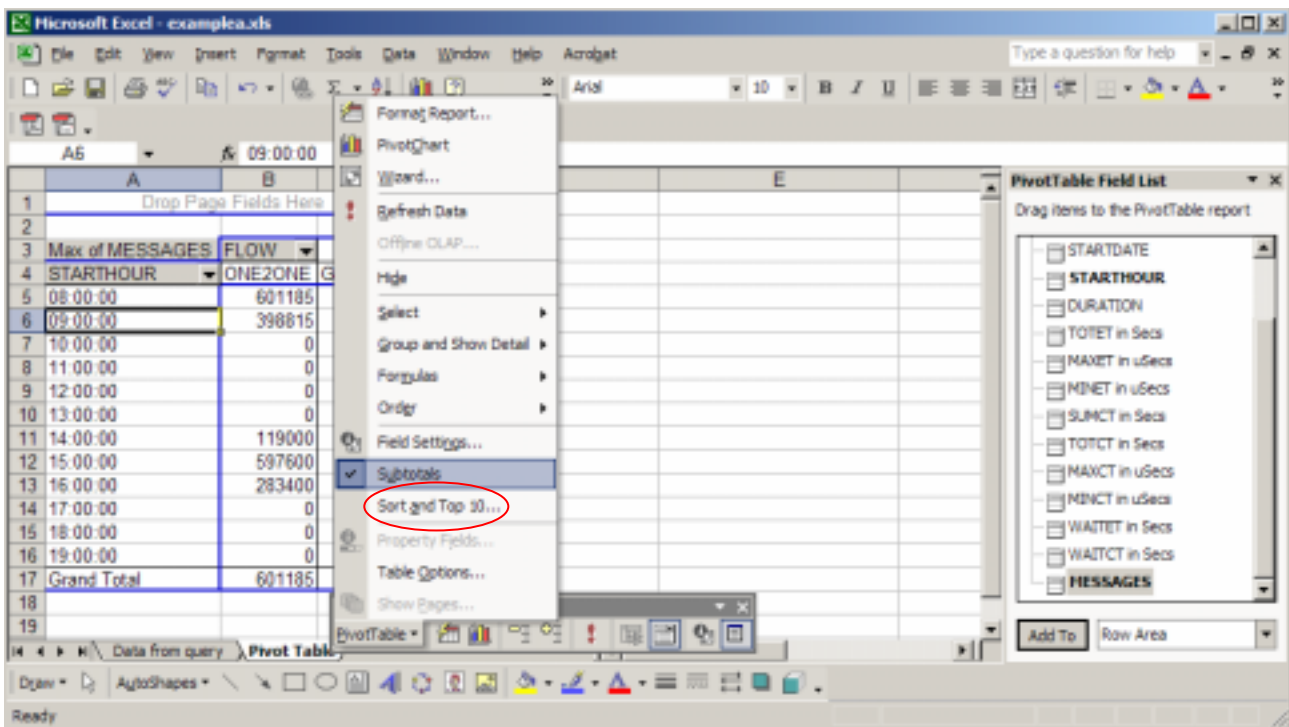 Microsoft Excel - examplea.xls
File Edit View Insert Format Tools Data Window Help Acrobat Type a question for help
Arial 10 B I U
A6 fx 09:00:00
A B E
1 Drop Page Fields Here
2
3 Max of MESSAGES FLOW
4 STARTHOUR ONE2ONE G
5 08:00:00 601185
6 09:00:00 398815
7 10:00:00 0
8 11:00:00 0
9 12:00:00 0
10 13:00:00 0
11 14:00:00 119000
12 15:00:00 597600
13 16:00:00 283400
14 17:00:00 0
15 18:00:00 0
16 19:00:00 0
17 Grand Total 601185
18
19
Format Report...
PivotChart
Wizard...
Refresh Data
Offline OLAP...
Hide
Select
Group and Show Detail
Formulas
Order
Field Settings...
Subtotals
Sort and Top 10...
Property Fields...
Table Options...
Show Pages...
PivotTable
PivotTable Field List
Drag items to the PivotTable report
STARTDATE
STARTHOUR
DURATION
TOTET in Secs
MAXET in uSecs
MINET in uSecs
SUMCT in Secs
TOTCT in Secs
MAXCT in uSecs
MINCT in uSecs
WAITET in Secs
WAITCT in Secs
MESSAGES
Add To Row Area
Data from query Pivot Table
Draw AutoShapes
Ready